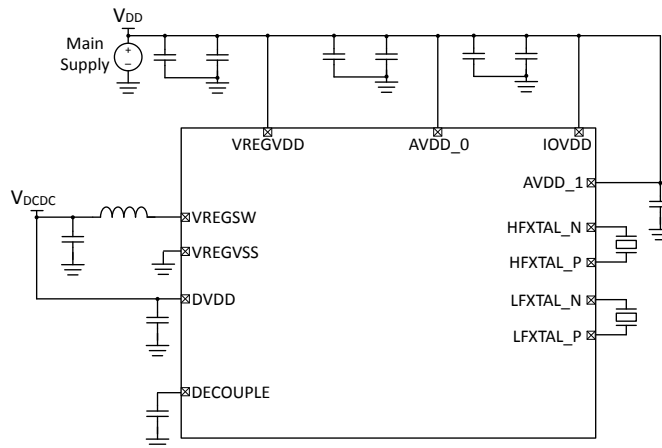 VDD
Main
Supply
+
–
VREGVDD
AVDD_0
IOVDD
AVDD_1
VDCDC
VREGSW
HFXTAL_N
VREGVSS
HFXTAL_P
DVDD
LFXTAL_N
LFXTAL_P
DECOUPLE